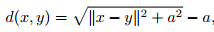 d(x, y) = √‖x − y‖² + a² − a,